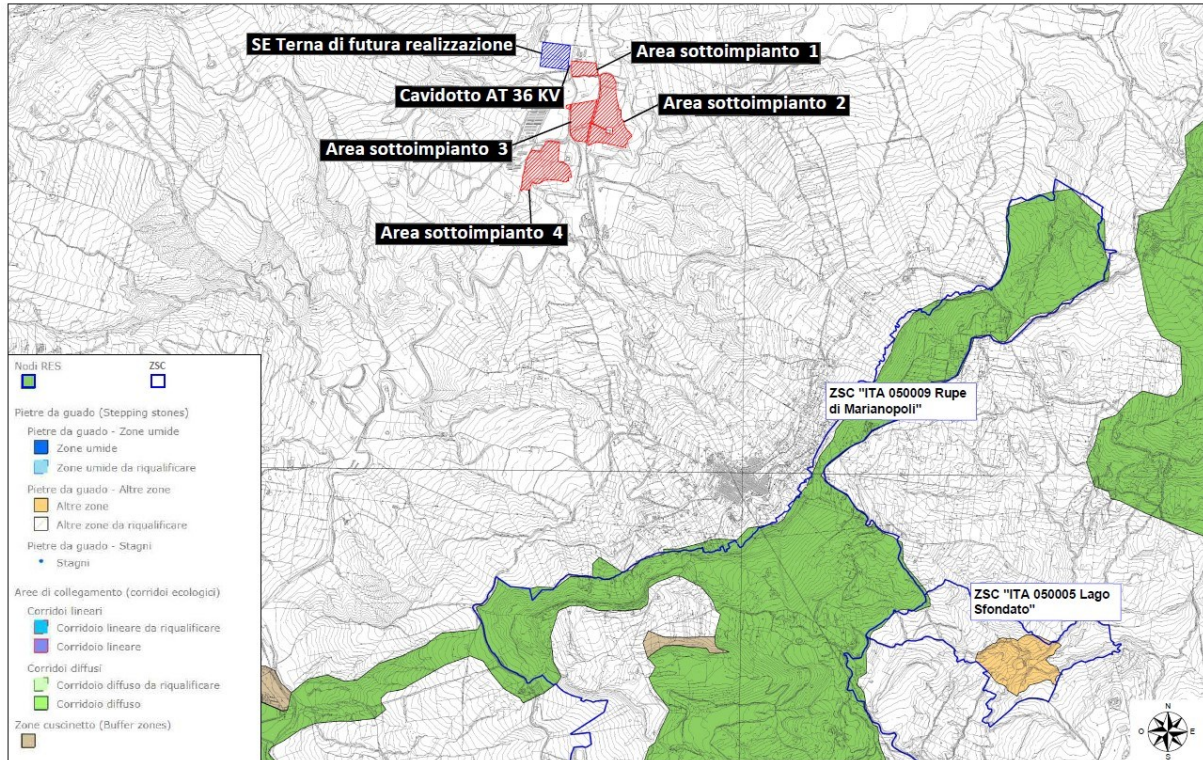 SE Terna di futura realizzazione
Area sottoimpianto 1
Cavidotto AT 36 KV
Area sottoimpianto 2
Area sottoimpianto 3
Area sottoimpianto 4
Nodi RES
ZSC
Pietre da guado (Stepping stones)
Pietre da guado - Zone umide
Zone umide
Zone umide da riqualificare
Pietre da guado - Altre zone
Altre zone
Altre zone da riqualificare
Pietre da guado - Stagni
Stagni
Aree di collegamento (corridoi ecologici)
Corridoi lineari
Corridoio lineare da riqualificare
Corridoio lineare
Corridoi diffusi
Corridoio diffuso da riqualificare
Corridoio diffuso
Zone cuscinetto (Buffer zones)
ZSC "ITA 050009 Rupe
di Marianopoli"
ZSC "ITA 050005 Lago
Sfondato"
N
O
E
S